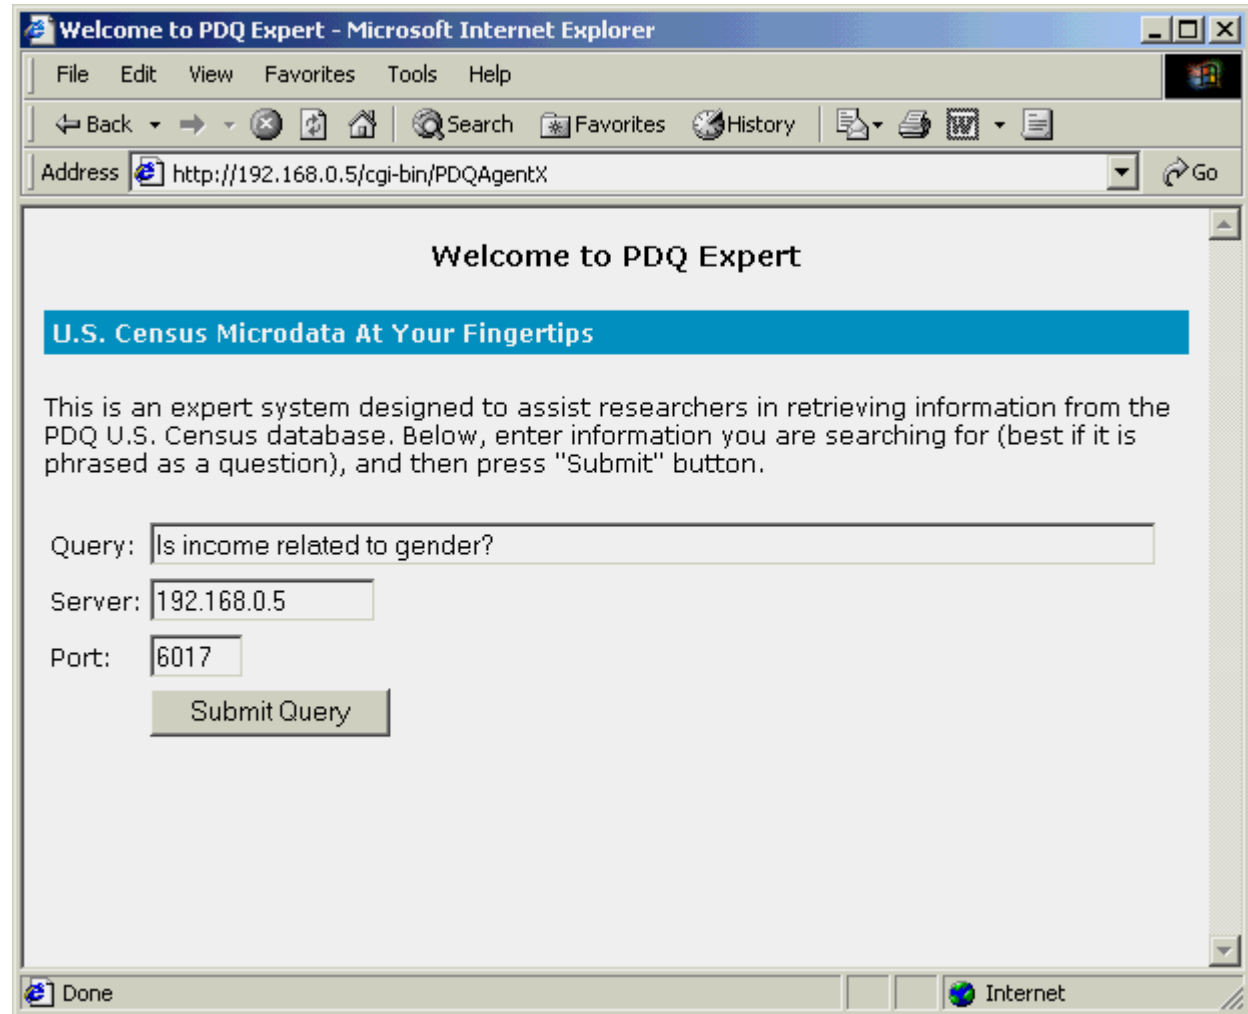 Welcome to PDQ Expert - Microsoft Internet Explorer
File Edit View Favorites Tools Help
Back Search Favorites History
Address http://192.168.0.5/cgi-bin/PDQAgentX Go
Welcome to PDQ Expert
U.S. Census Microdata At Your Fingertips
This is an expert system designed to assist researchers in retrieving information from the
PDQ U.S. Census database. Below, enter information you are searching for (best if it is
phrased as a question), and then press "Submit" button.
Query: Is income related to gender?
Server: 192.168.0.5
Port: 6017
Submit Query
Done Internet